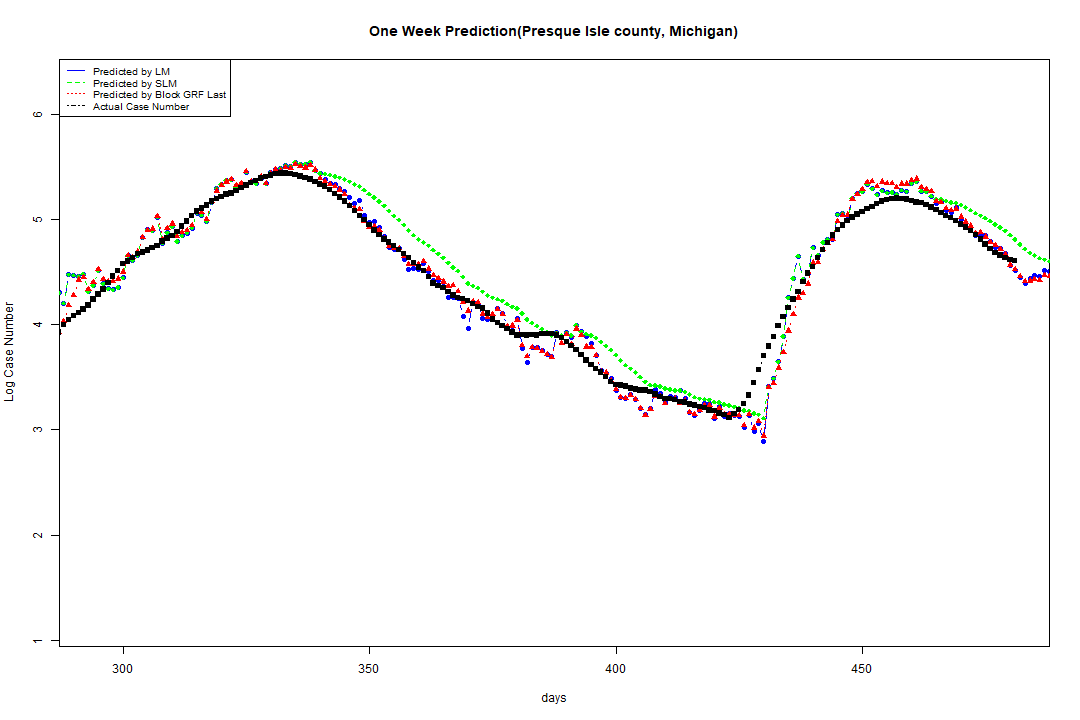 One Week Prediction(Presque Isle county, Michigan)
Predicted by LM
Predicted by SLM
Predicted by Block GRF Last
Actual Case Number
6
5
4
3
2
1
Log Case Number
300 350 400 450
days